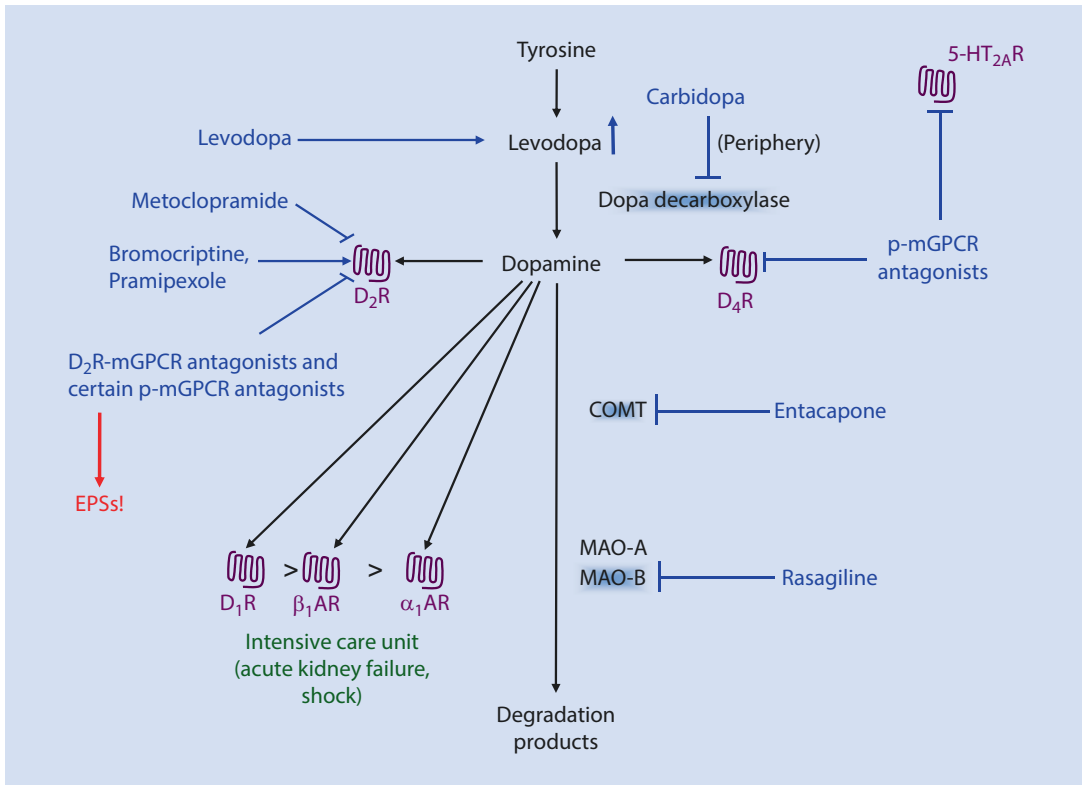 Tyrosine
5-HT2AR
Carbidopa
Levodopa
Levodopa
(Periphery)
Metoclopramide
Dopa decarboxylase
Bromocriptine,
Pramipexole
D2R
Dopamine
D4R
p-mGPCR
antagonists
D2R-mGPCR antagonists and
certain p-mGPCR antagonists
COMT
Entacapone
EPSs!
MAO-A
MAO-B
Rasagiline
> >
D1R
β1AR
α1AR
Intensive care unit
(acute kidney failure,
shock)
Degradation
products